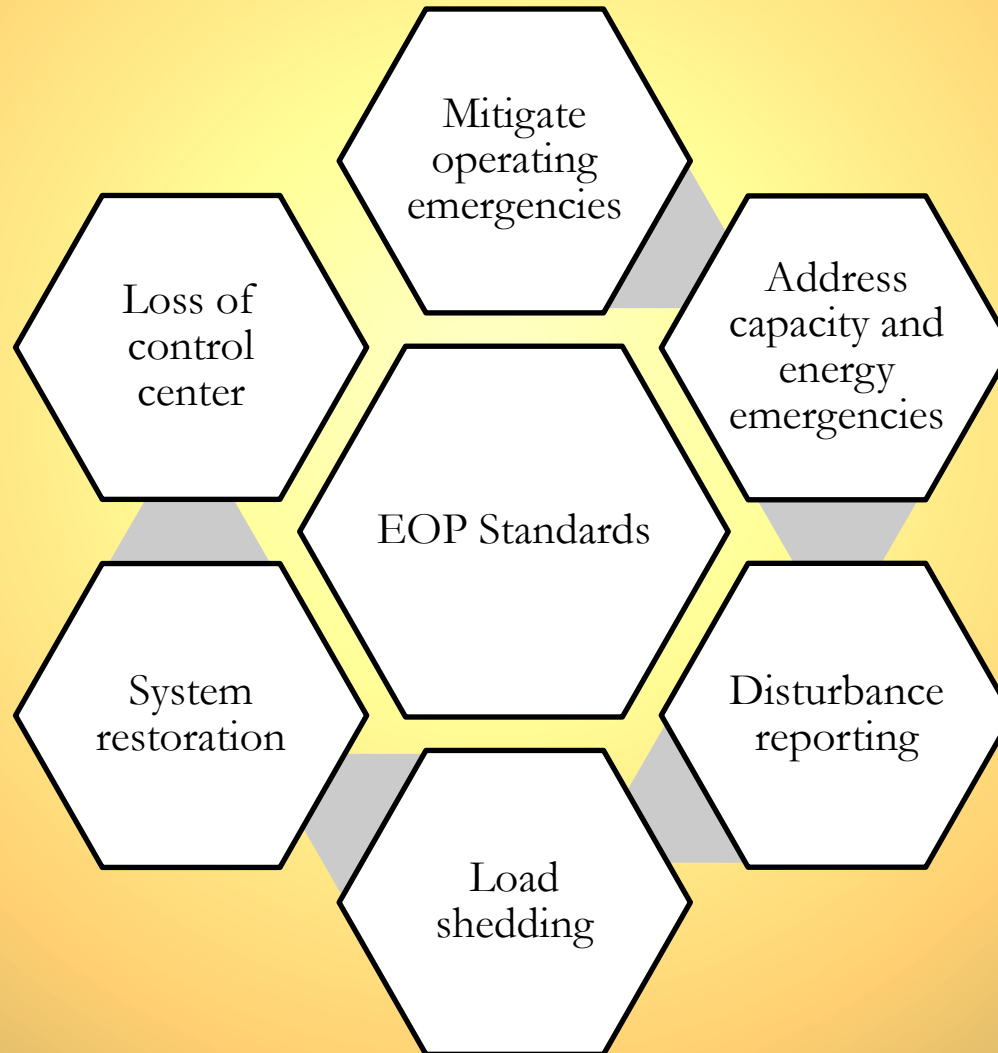 Mitigate
operating
emergencies
Address
capacity and
energy
emergencies
Disturbance
reporting
Load
shedding
System
restoration
Loss of
control
center
EOP Standards